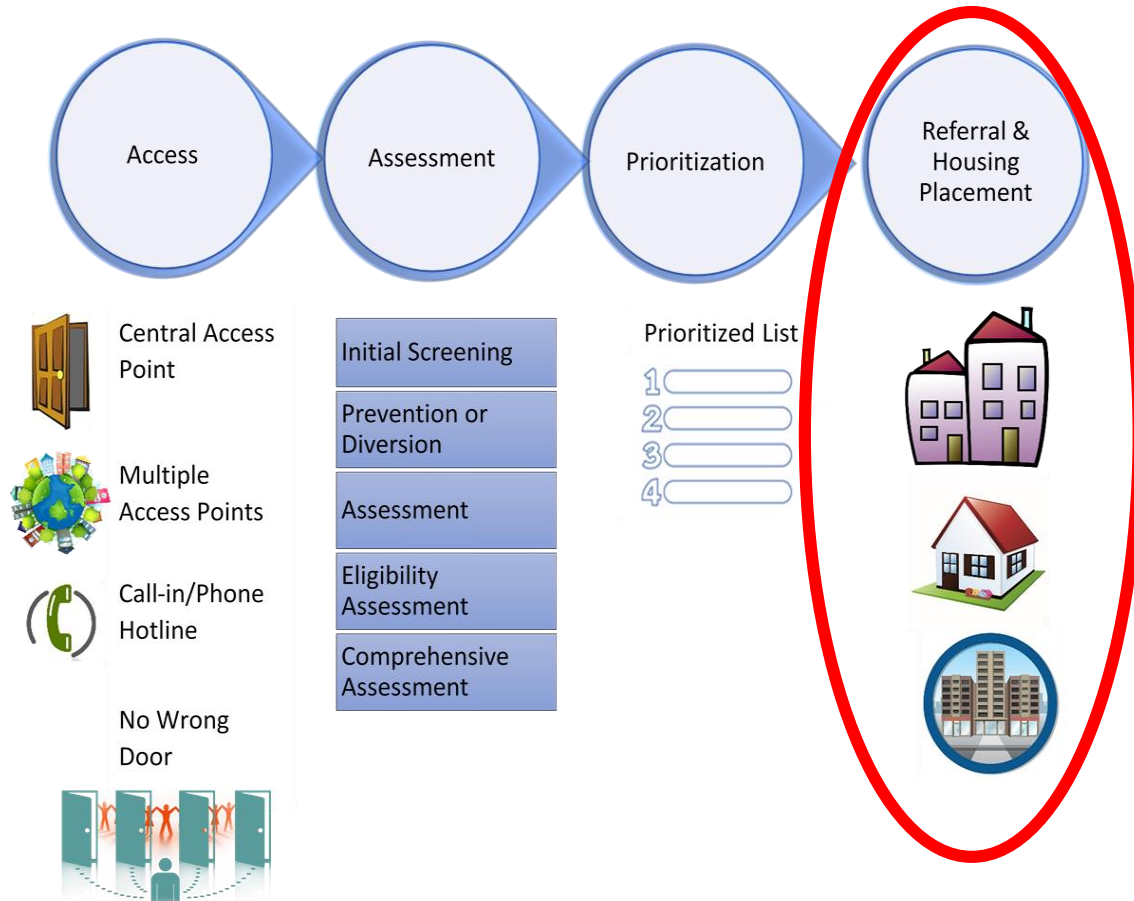 Access
Assessment
Prioritization
Referral &
Housing
Placement
Central Access
Point
Multiple
Access Points
Call-in/Phone
Hotline
No Wrong
Door
Initial Screening
Prevention or
Diversion
Assessment
Eligibility
Assessment
Comprehensive
Assessment
Prioritized List
1
2
3
4